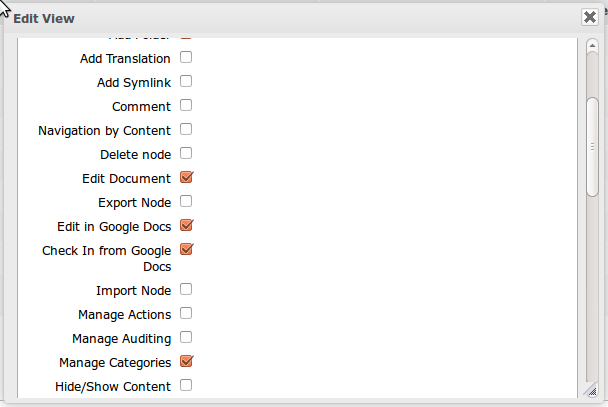 Edit View
Add Translation
Add Symlink
Comment
Navigation by Content
Delete node
Edit Document
Export Node
Edit in Google Docs
Check In from Google
Docs
Import Node
Manage Actions
Manage Auditing
Manage Categories
Hide/Show Content